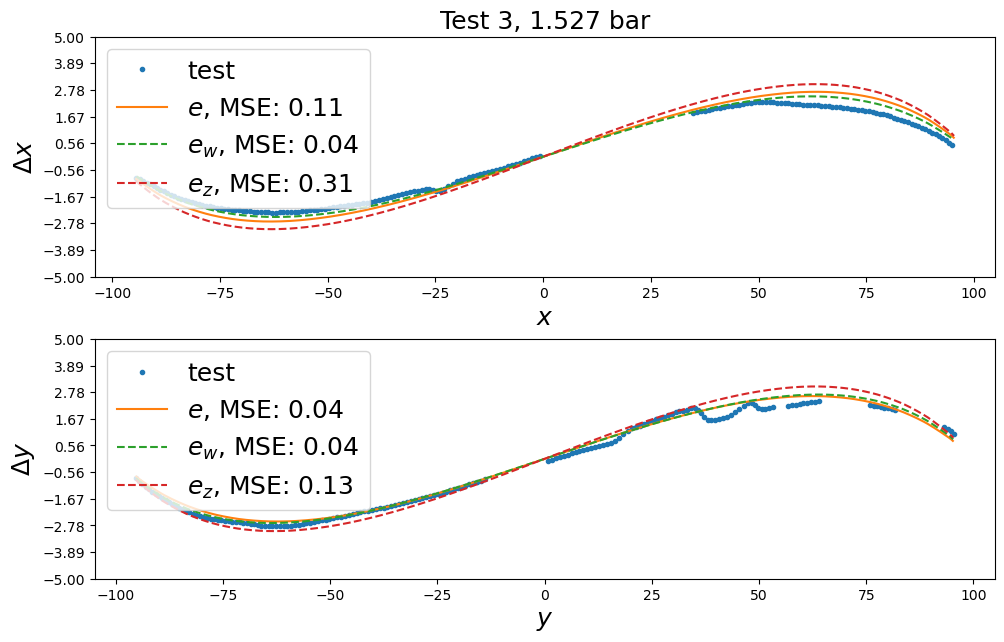 Test 3, 1.527 bar
5.00
3.89
2.78
1.67
0.56
−0.56
−1.67
−2.78
−3.89
−5.00
Δx
test
e, MSE: 0.11
e_w, MSE: 0.04
e_z, MSE: 0.31
−100 −75 −50 −25 0 25 50 75 100
x
5.00
3.89
2.78
1.67
0.56
−0.56
−1.67
−2.78
−3.89
−5.00
Δy
test
e, MSE: 0.04
e_w, MSE: 0.04
e_z, MSE: 0.13
−100 −75 −50 −25 0 25 50 75 100
y